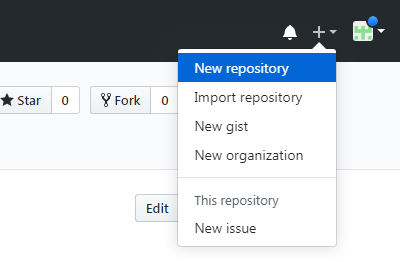 New repository
Star 0 Fork 0
Import repository
New gist
New organization
This repository
Edit
New issue